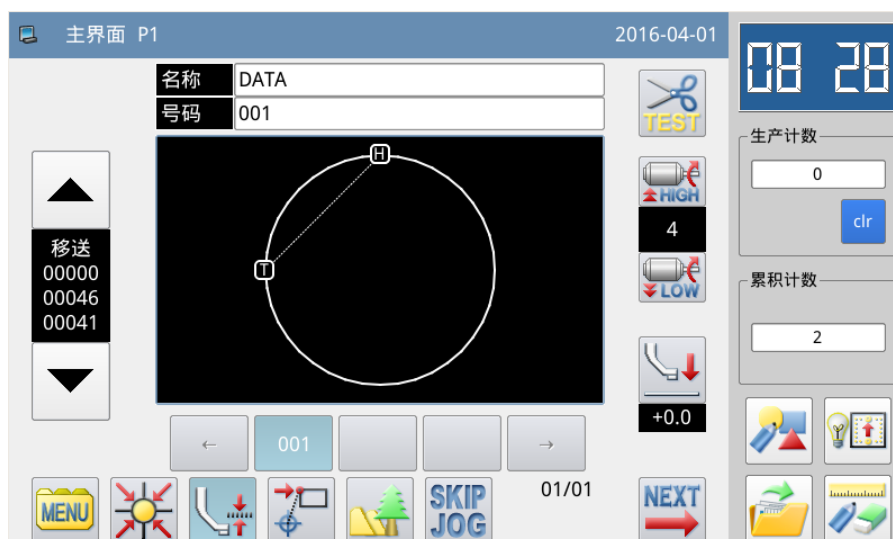 主界面 P1
2016-04-01
08 28
名称 DATA
号码 001
TEST
生产计数
0
clr
HIGH
4
LOW
H
T
移送
00000
00046
00041
累积计数
2
+0.0
← 001 →
01/01
MENU
SKIP
JOG
NEXT